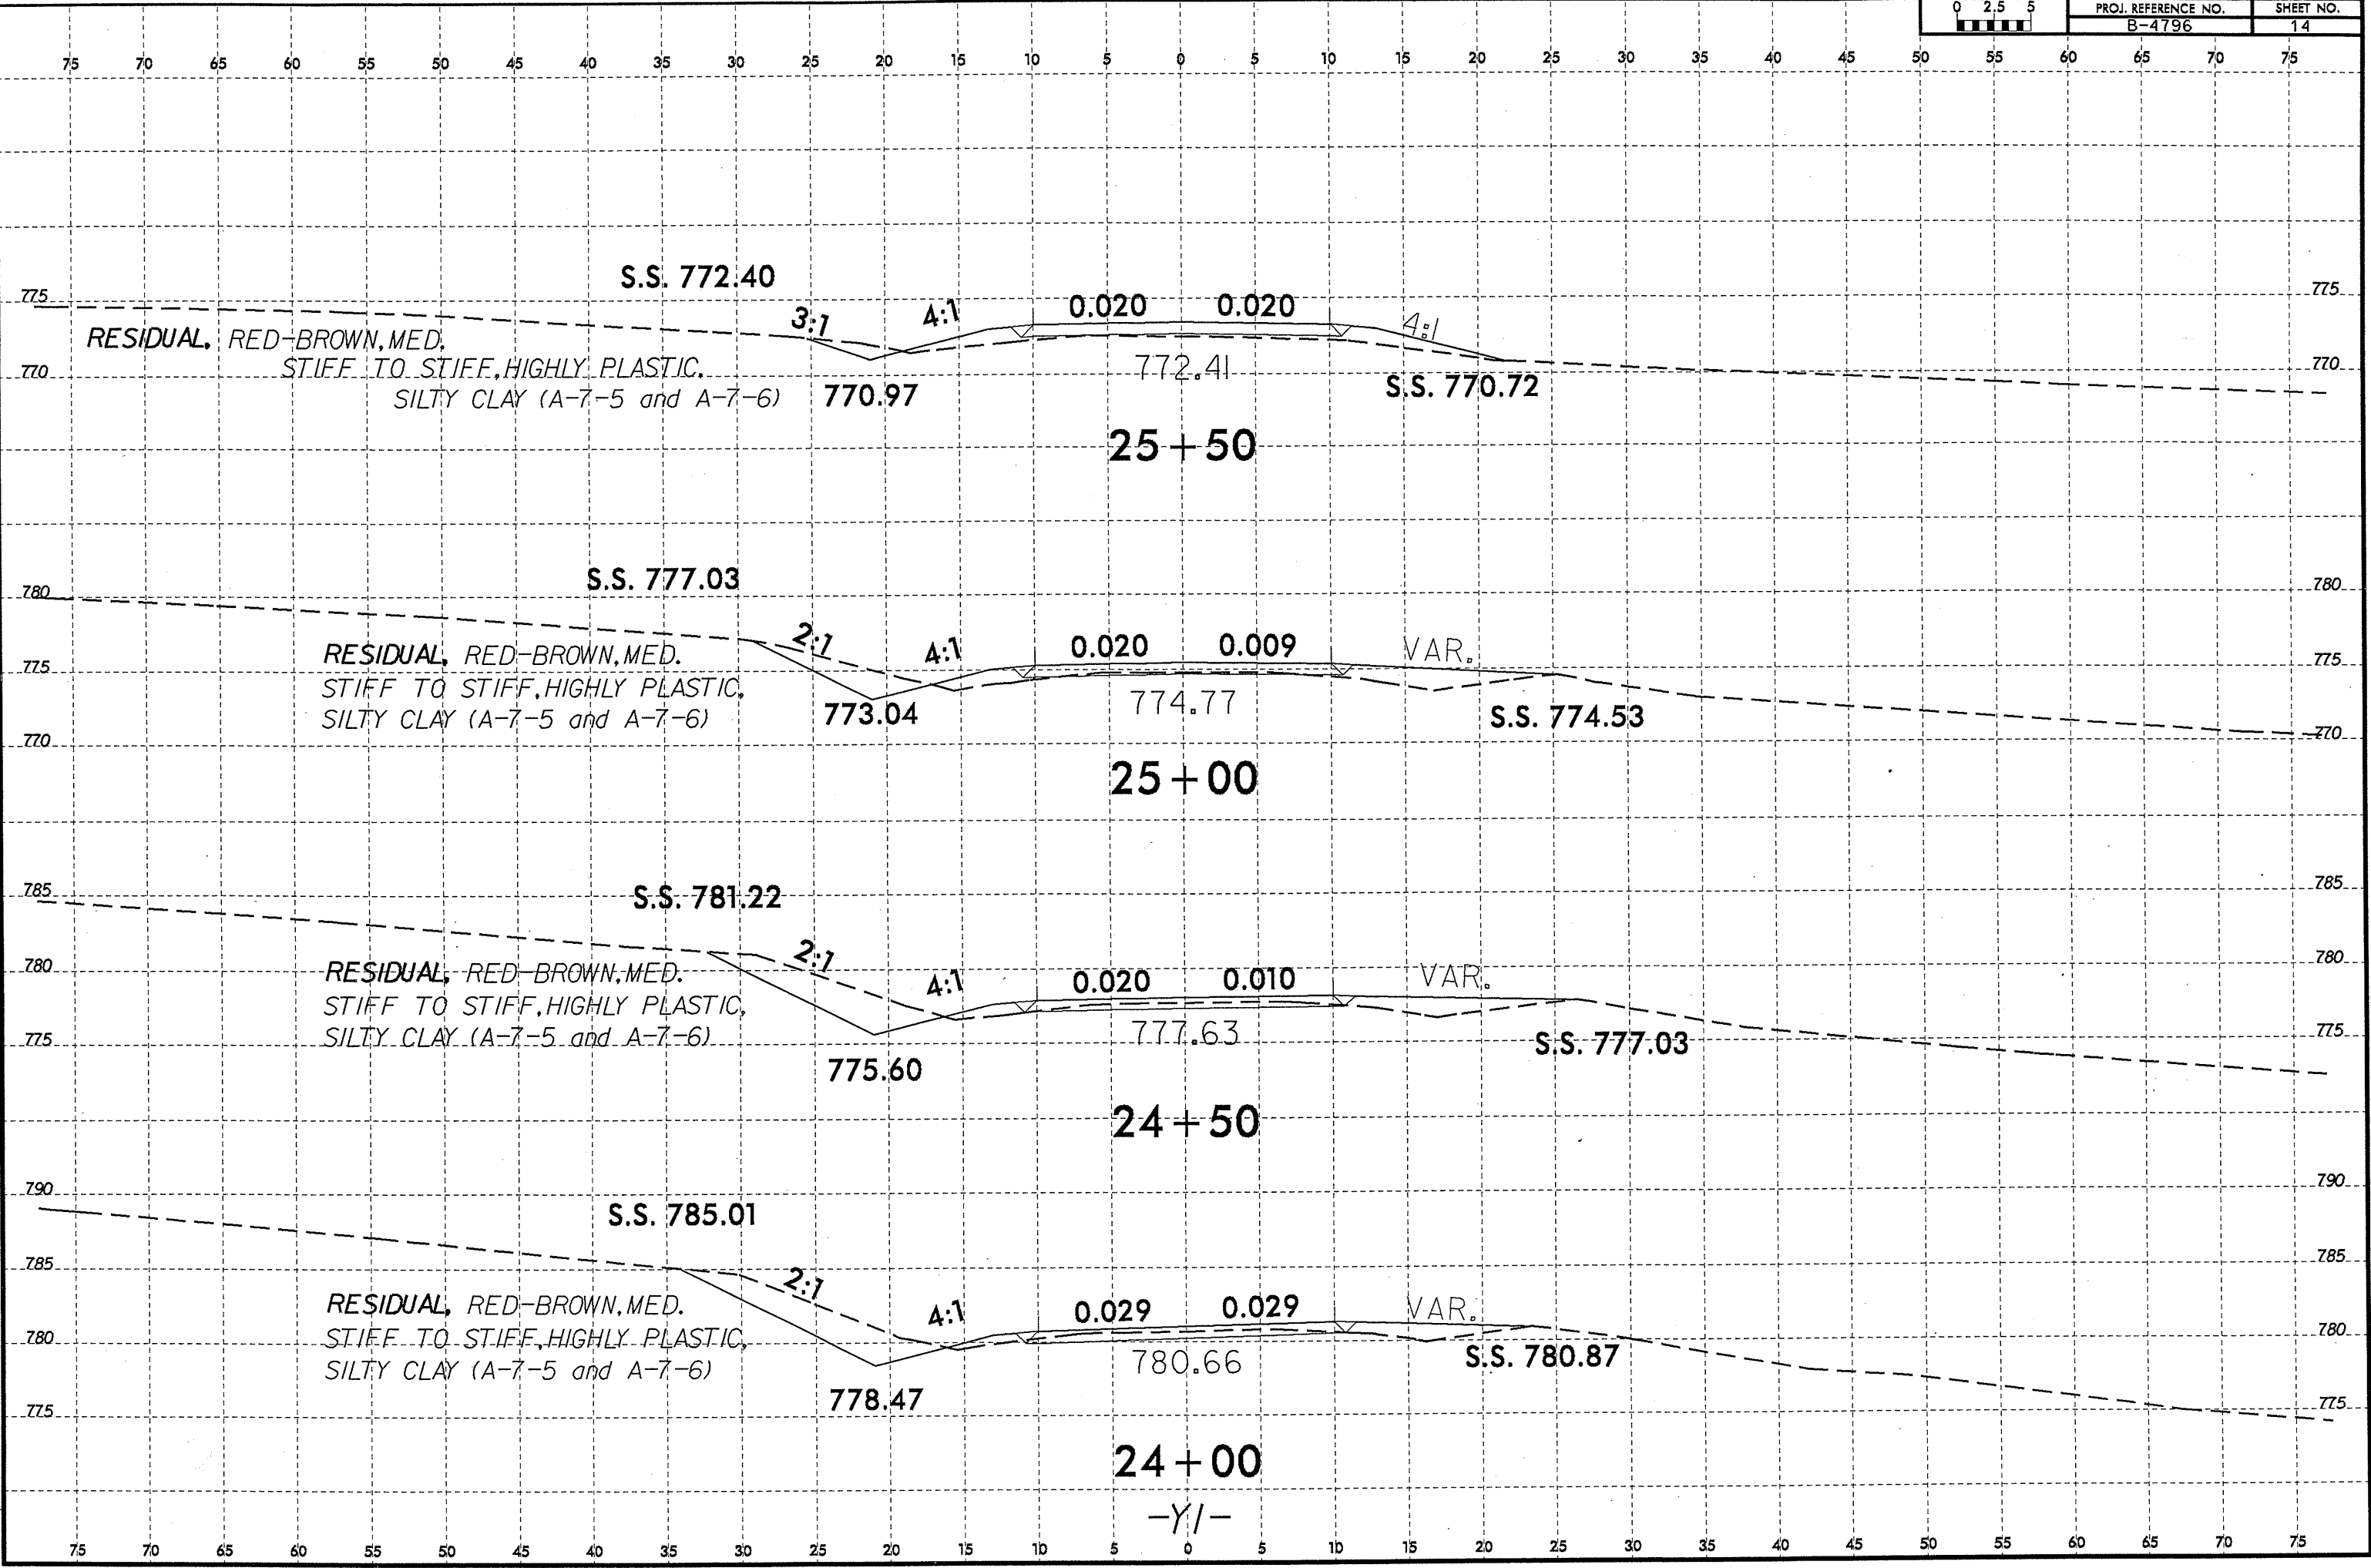 0 2.5 5 PROJ. REFERENCE NO. SHEET NO.
B-4796 14
75 70 65 60 55 50 45 40 35 30 25 20 15 10 5 0 5 10 15 20 25 30 35 40 45 50 55 60 65 70 75
S.S. 772.40
775 3:1 4:1 0.020 0.020 4:1 775
RESIDUAL, RED-BROWN, MED.
770 STIFF TO STIFF, HIGHLY PLASTIC, 772.41 770
SILTY CLAY (A-7-5 and A-7-6) 770.97 S.S. 770.72
25+50
S.S. 777.03
780 780
2:1 4:1 0.020 0.009 VAR.
RESIDUAL, RED-BROWN, MED.
775 775
STIFF TO STIFF, HIGHLY PLASTIC,
SILTY CLAY (A-7-5 and A-7-6) 773.04 774.77 S.S. 774.53
770 770
25+00
785 S.S. 781.22 785
2:1 4:1 0.020 0.010 VAR.
780 RESIDUAL, RED-BROWN, MED. 780
STIFF TO STIFF, HIGHLY PLASTIC,
775 SILTY CLAY (A-7-5 and A-7-6) 777.63 S.S. 777.03 775
775.60
24+50
790 790
S.S. 785.01
785 785
2:1 4:1 0.029 0.029 VAR.
RESIDUAL, RED-BROWN, MED.
780 STIFF TO STIFF, HIGHLY PLASTIC, 780
SILTY CLAY (A-7-5 and A-7-6) 780.66 S.S. 780.87
775 778.47 775
24+00
-Y1-
75 70 65 60 55 50 45 40 35 30 25 20 15 10 5 0 5 10 15 20 25 30 35 40 45 50 55 60 65 70 75